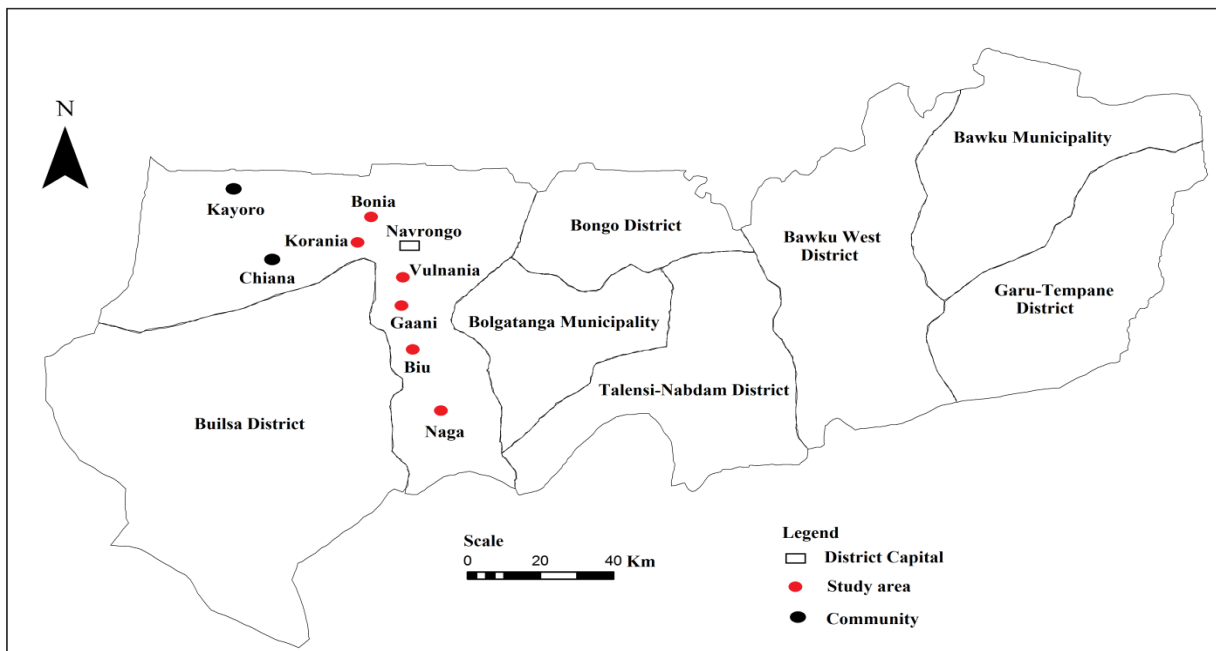 N
Kayoro
Bonia
Korania
Navrongo
Chiana
Vulnania
Gaani
Biu
Naga
Builsa District
Bongo District
Bolgatanga Municipality
Talensi-Nabdam District
Bawku West
District
Bawku Municipality
Garu-Tempane
District
Scale
0 20 40 Km
Legend
District Capital
Study area
Community